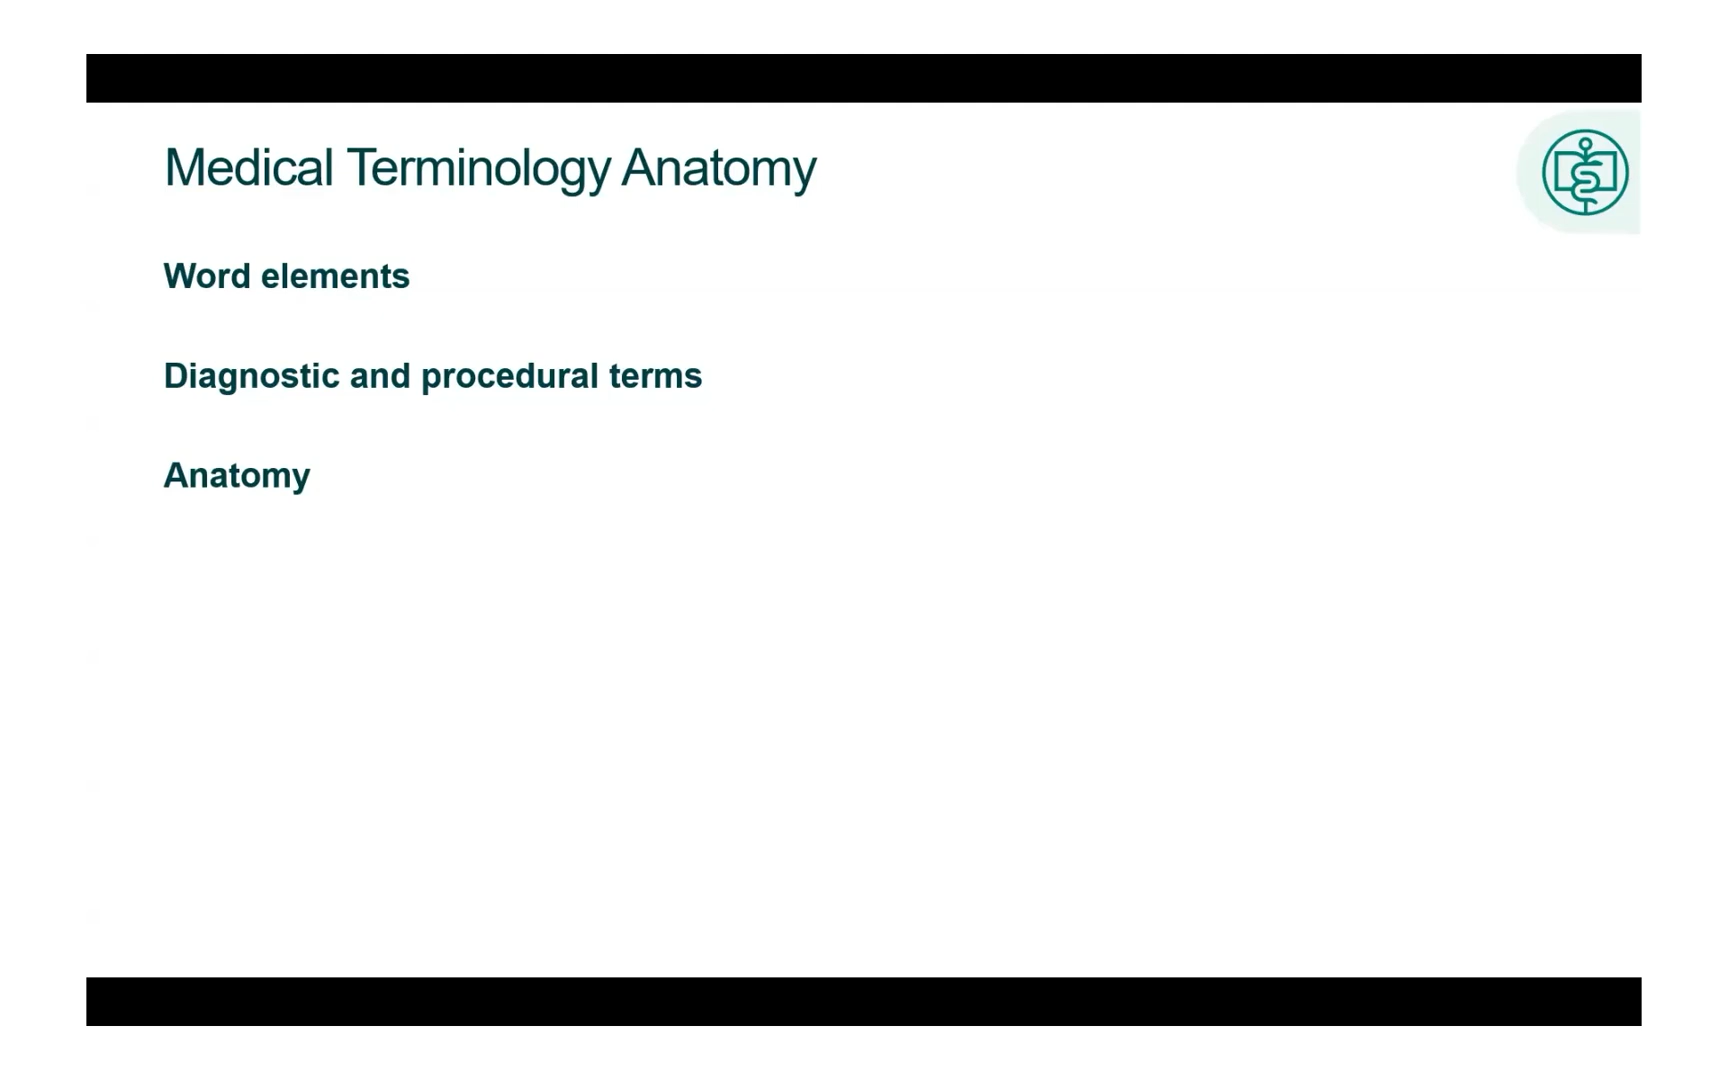 Medical Terminology Anatomy
Word elements
Diagnostic and procedural terms
Anatomy